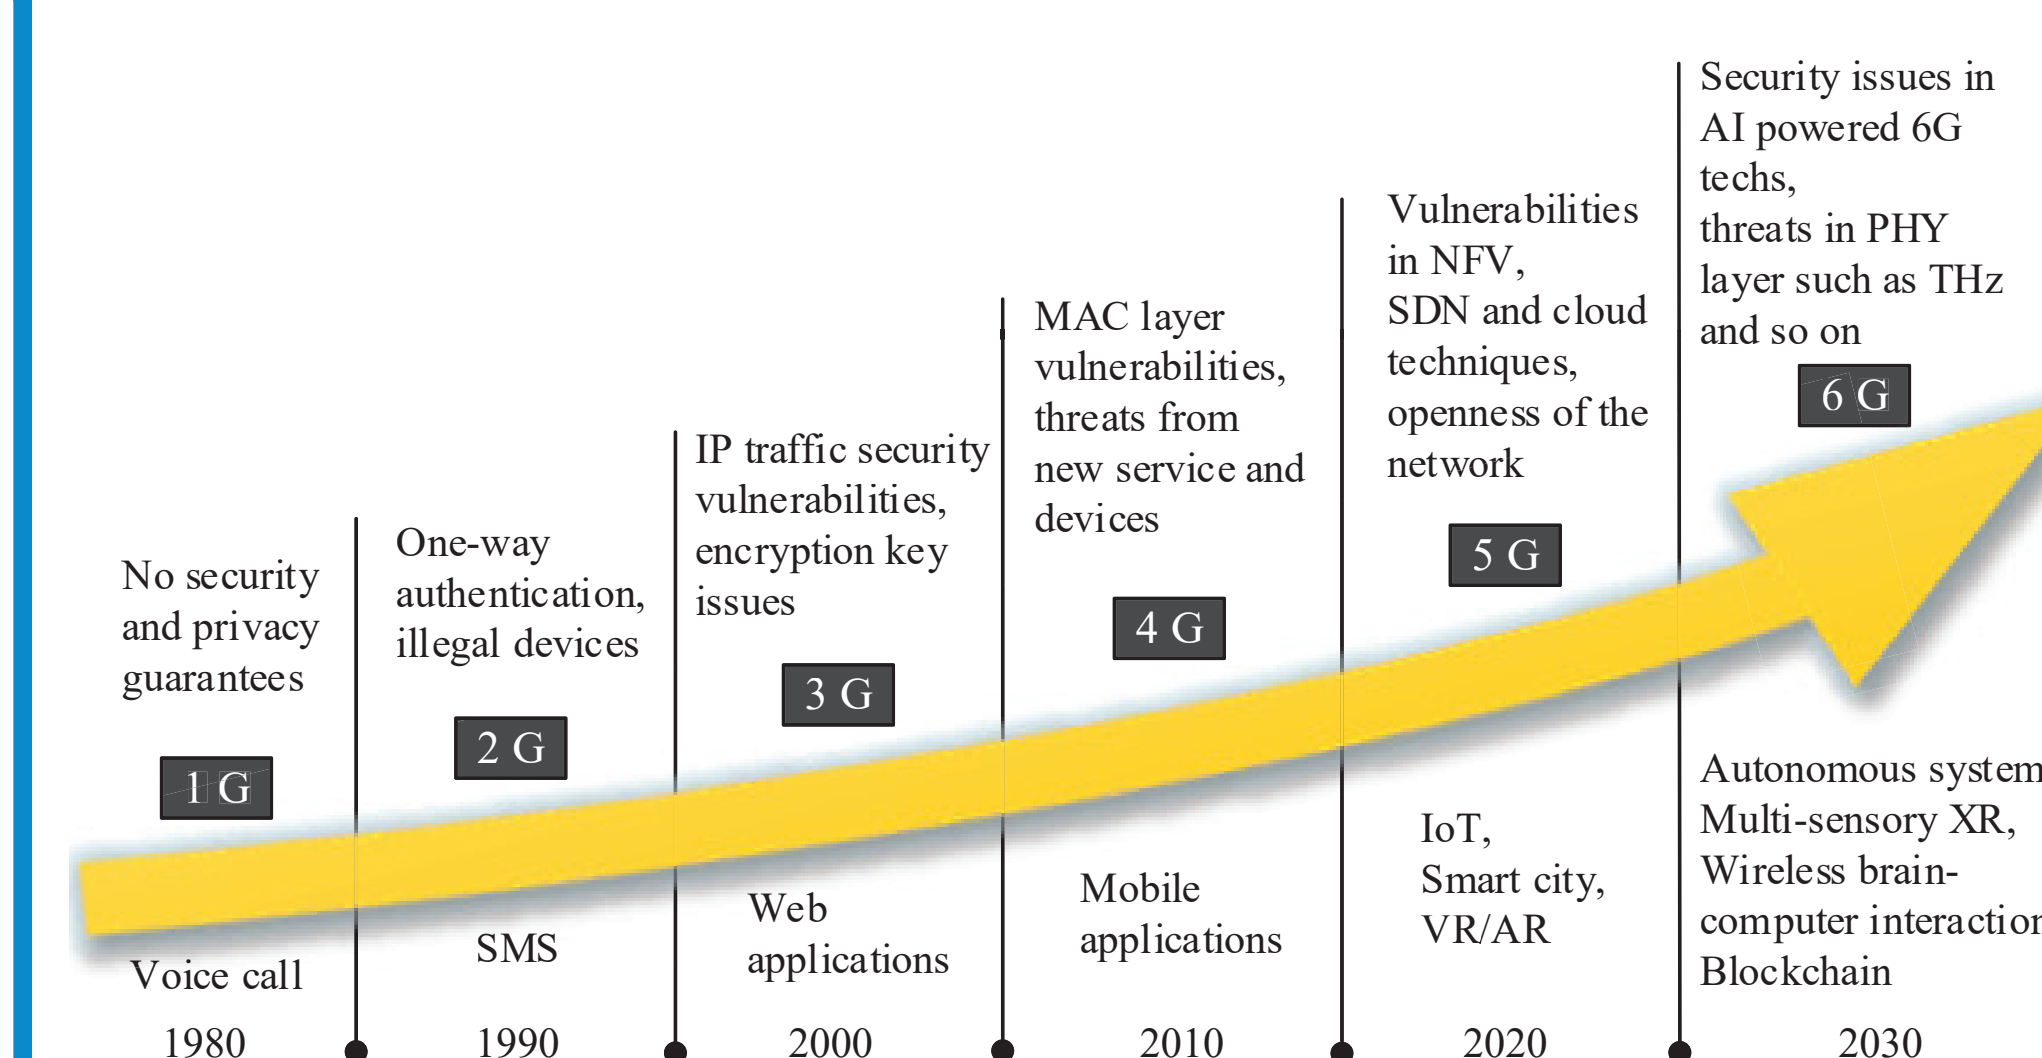 No security
and privacy
guarantees
1 G
Voice call
1980
One-way
authentication,
illegal devices
2 G
SMS
1990
IP traffic security
vulnerabilities,
encryption key
issues
3 G
Web
applications
2000
MAC layer
vulnerabilities,
threats from
new service and
devices
4 G
Mobile
applications
2010
Vulnerabilities
in NFV,
SDN and cloud
techniques,
openness of the
network
5 G
IoT,
Smart city,
VR/AR
2020
Security issues in
AI powered 6G
techs,
threats in PHY
layer such as THz
and so on
6 G
Autonomous system
Multi-sensory XR,
Wireless brain-
computer interaction
Blockchain
2030